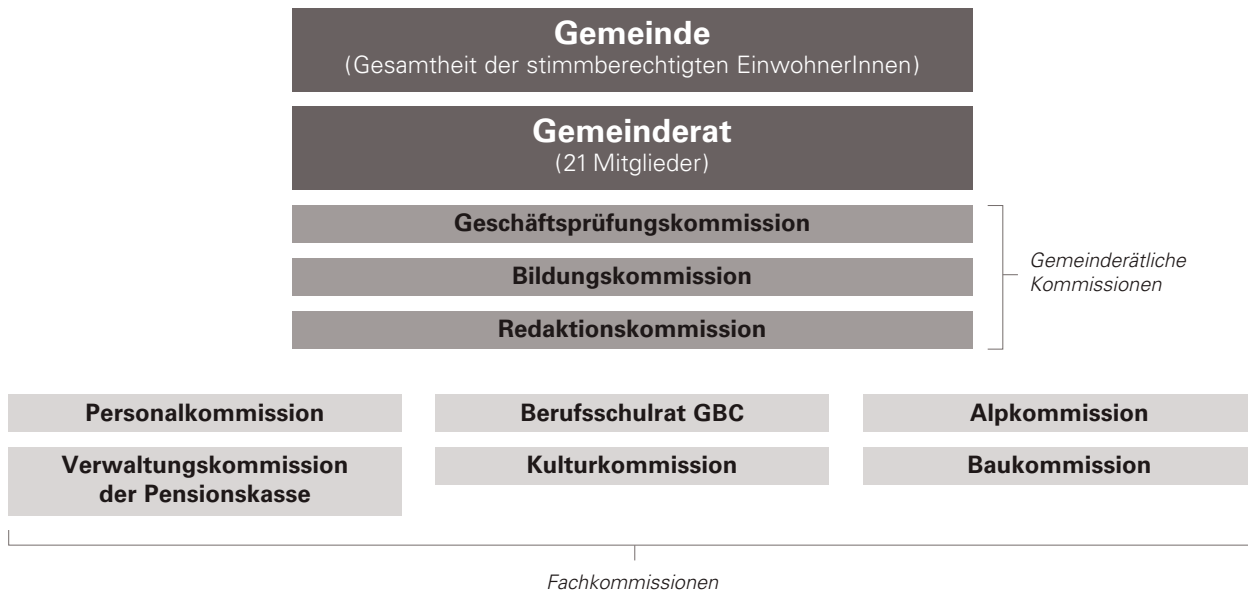 Gemeinde
(Gesamtheit der stimmberechtigten EinwohnerInnen)
Gemeinderat
(21 Mitglieder)
Geschäftsprüfungskommission
Bildungskommission
Redaktionskommission
Gemeinderätliche
Kommissionen
Personalkommission
Berufsschulrat GBC
Alpkommission
Verwaltungskommission
der Pensionskasse
Kulturkommission
Baukommission
Fachkommissionen